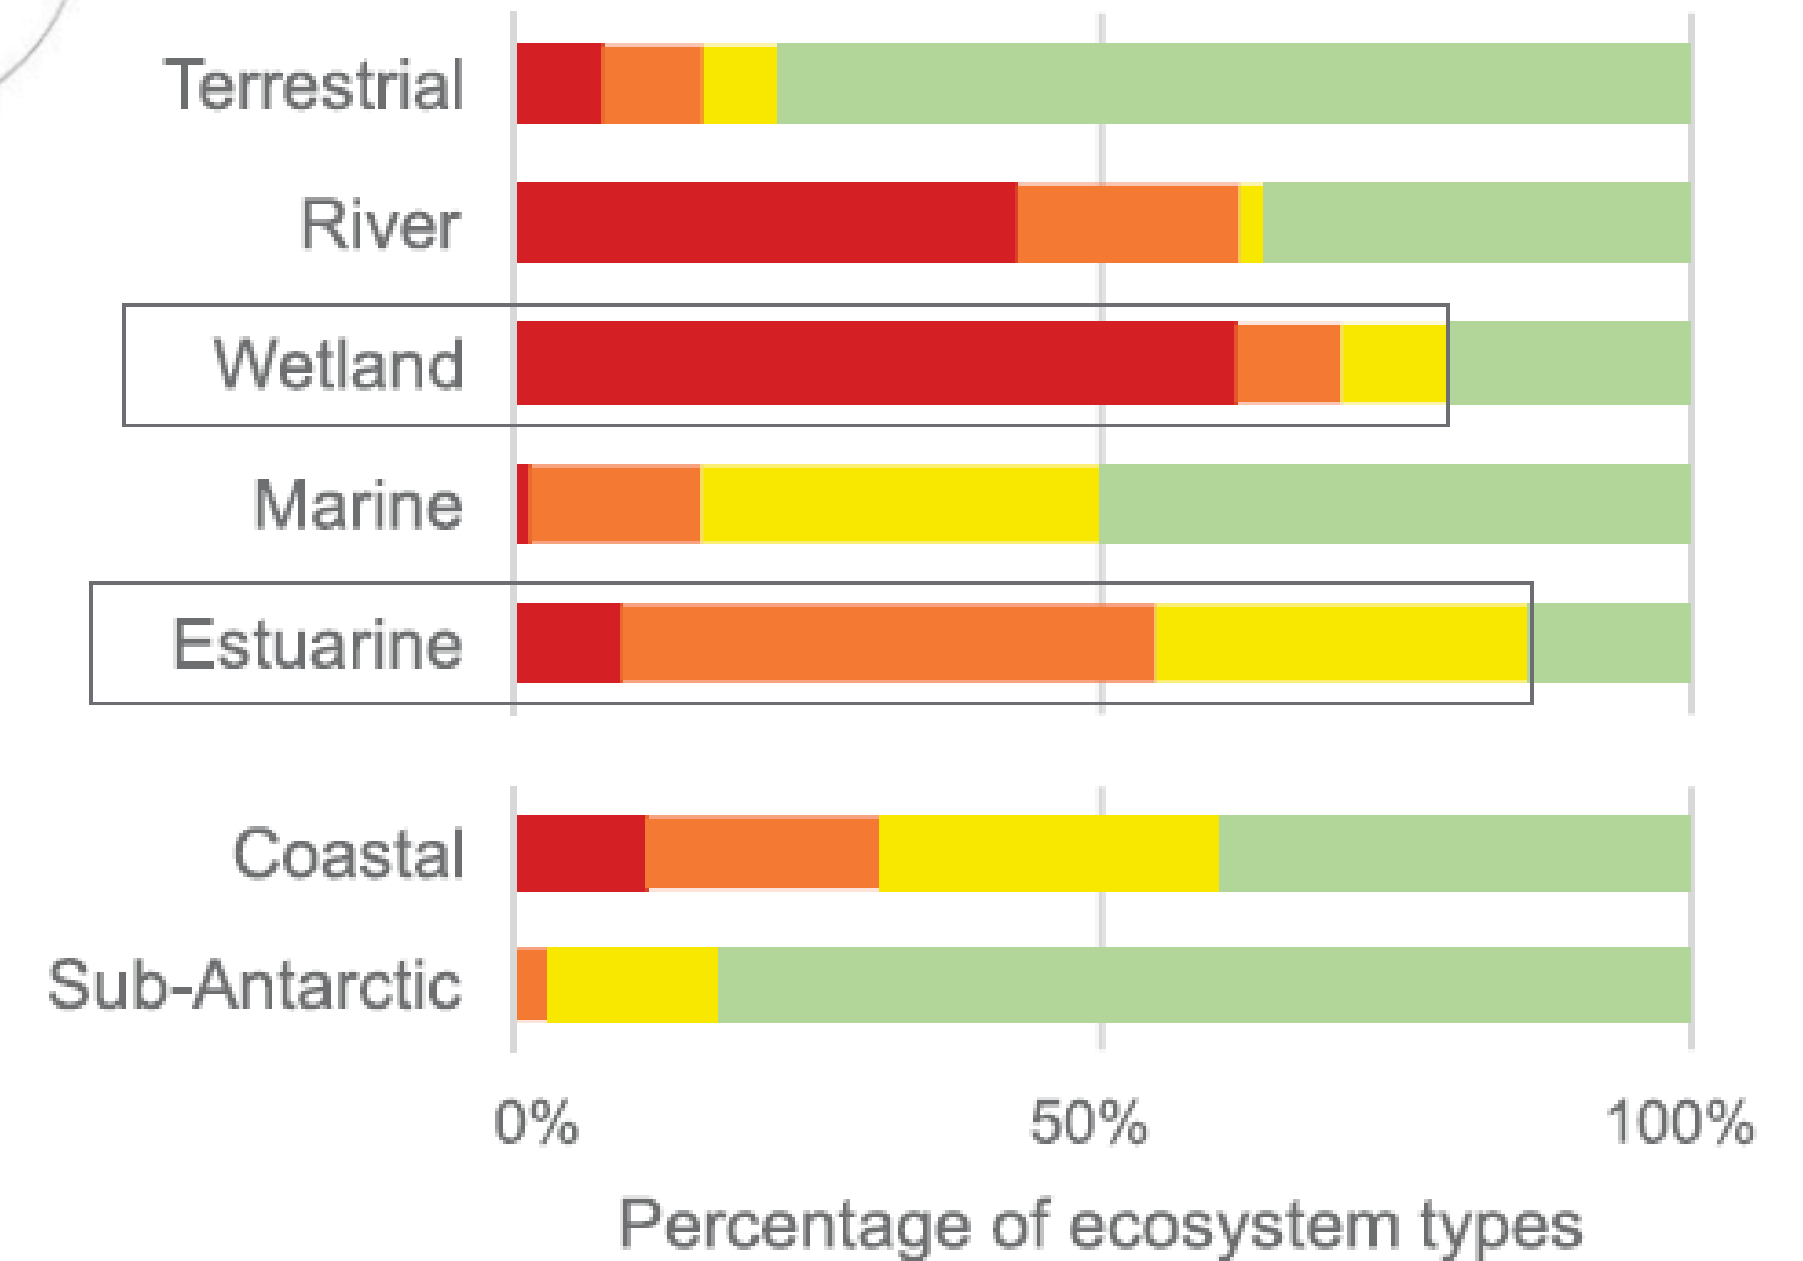 Terrestrial
River
Wetland
Marine
Estuarine
Coastal
Sub-Antarctic
0% 50% 100%
Percentage of ecosystem types